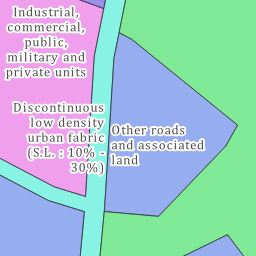 Industrial,
commercial,
public,
military and
private units
Discontinuous
low density
urban fabric
(S.L. : 10% -
30%)
Other roads
and associated
land